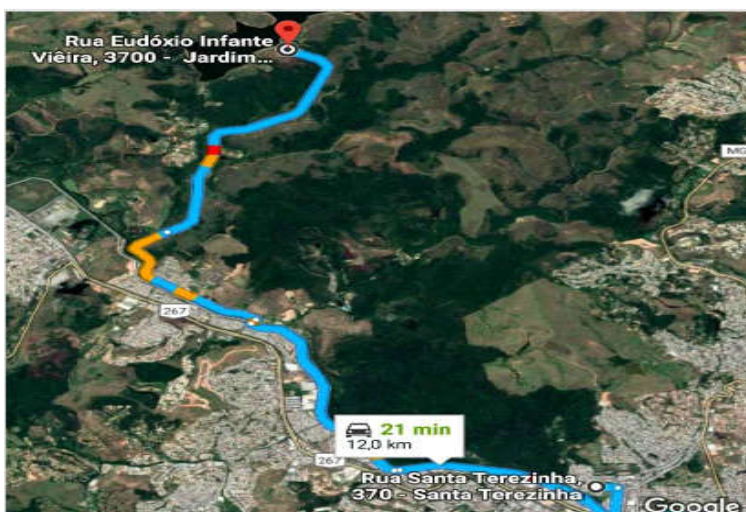 Rua Eudóxio Infante
Viêira, 3700 - Jardim...
MG
267
21 min
12,0 km
267
Rua Santa Terezinha,
370 - Santa Terezinha
Google